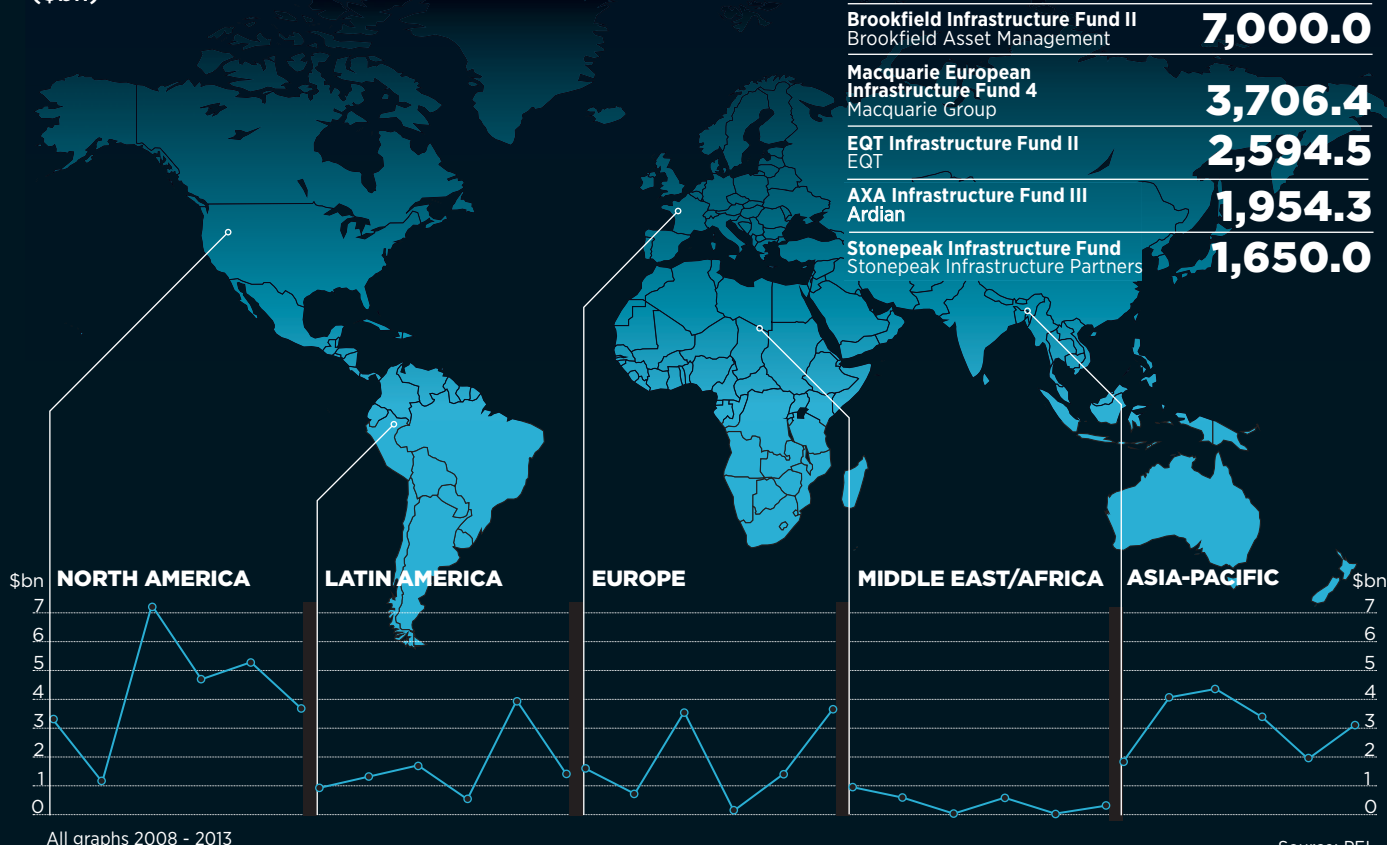 ($bn)
Brookfield Infrastructure Fund II
Brookfield Asset Management
7,000.0
Macquarie European
Infrastructure Fund 4
Macquarie Group
3,706.4
EQT Infrastructure Fund II
EQT
2,594.5
AXA Infrastructure Fund III
Ardian
1,954.3
Stonepeak Infrastructure Fund
Stonepeak Infrastructure Partners
1,650.0
$bn
NORTH AMERICA
LATIN AMERICA
EUROPE
MIDDLE EAST/AFRICA
ASIA-PACIFIC
$bn
7
6
5
4
3
2
1
0
7
6
5
4
3
2
1
0
All graphs 2008 - 2013
Source: PEI